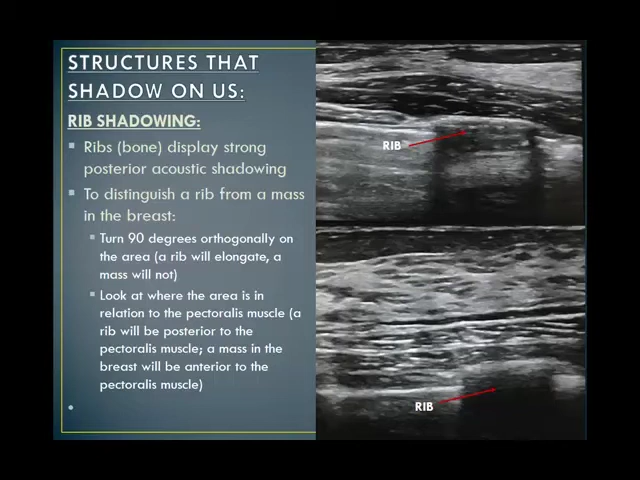 STRUCTURES THAT
SHADOW ON US:
RIB SHADOWING:
Ribs (bone) display strong
posterior acoustic shadowing
To distinguish a rib from a mass
in the breast:
Turn 90 degrees orthogonally on
the area (a rib will elongate, a
mass will not)
Look at where the area is in
relation to the pectoralis muscle (a
rib will be posterior to the
pectoralis muscle; a mass in the
breast will be anterior to the
pectoralis muscle)
RIB
RIB